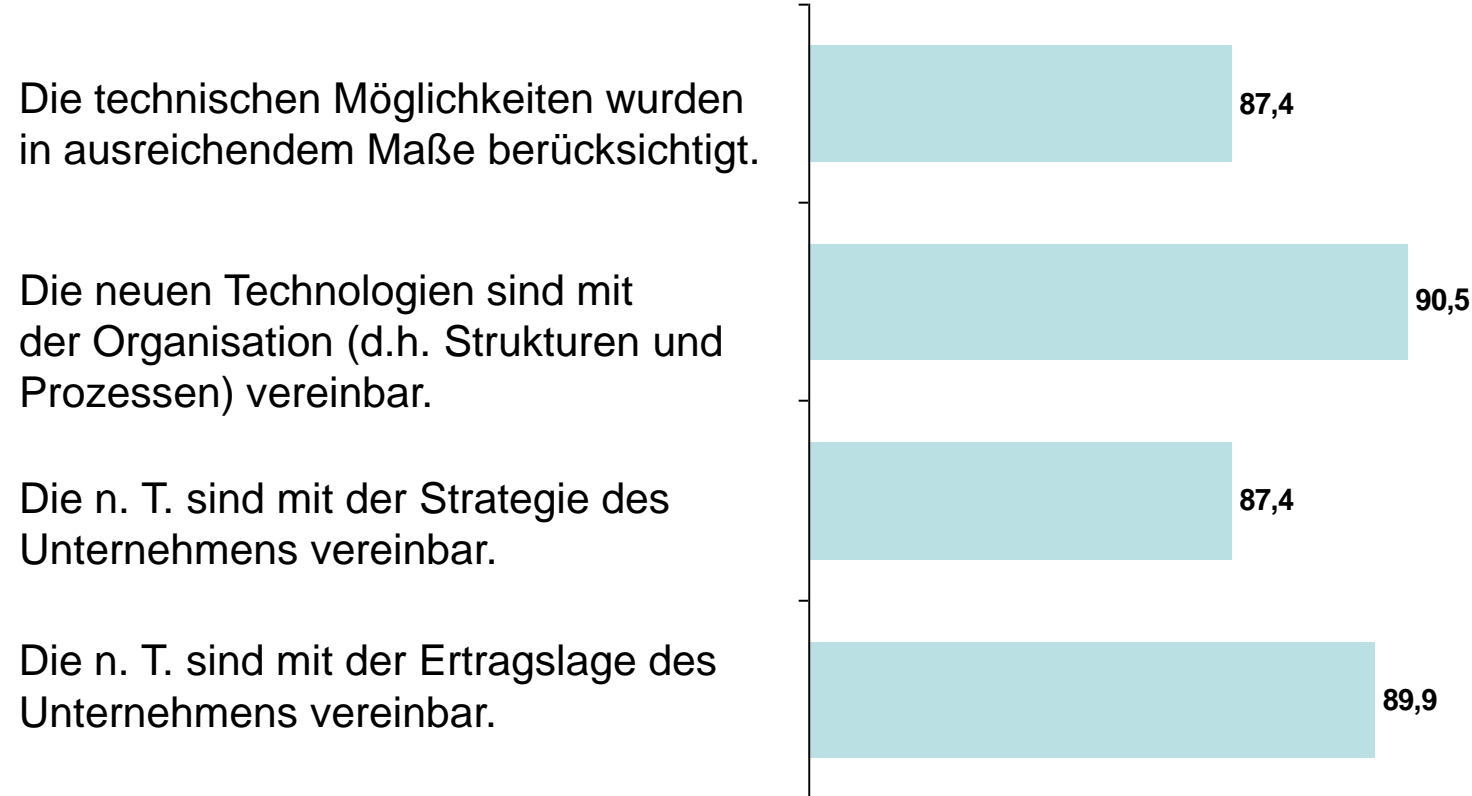 Die technischen Möglichkeiten wurden
in ausreichendem Maße berücksichtigt.
87,4
Die neuen Technologien sind mit
der Organisation (d.h. Strukturen und
Prozessen) vereinbar.
90,5
Die n. T. sind mit der Strategie des
Unternehmens vereinbar.
87,4
Die n. T. sind mit der Ertragslage des
Unternehmens vereinbar.
89,9